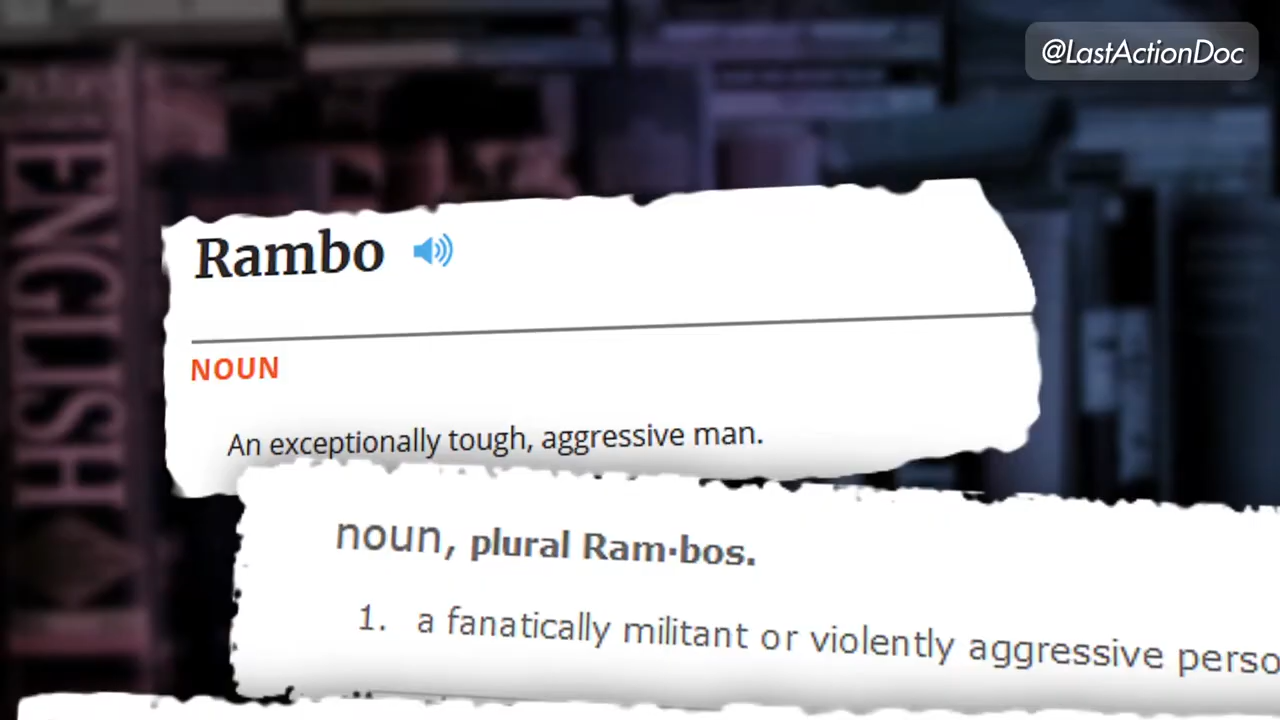 @LastActionDoc
ENGLISH
Rambo
NOUN
An exceptionally tough, aggressive man.
noun, plural Ram·bos.
1. a fanatically militant or violently aggressive perso